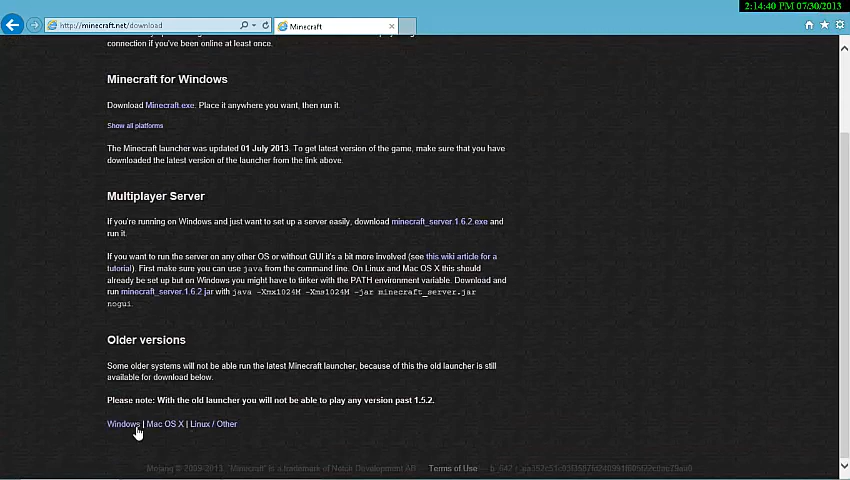 2:14:40 PM 07/30/2013
http://minecraft.net/download
Minecraft
connection if you've been online at least once.
Minecraft for Windows
Download Minecraft.exe. Place it anywhere you want, then run it.
Show all platforms
The Minecraft launcher was updated 01 July 2013. To get latest version of the game, make sure that you have
downloaded the latest version of the launcher from the link above.
Multiplayer Server
If you're running on Windows and just want to set up a server easily, download minecraft_server.1.6.2.exe and
run it.
If you want to run the server on any other OS or without GUI it's a bit more involved (see this wiki article for a
tutorial). First make sure you can use java from the command line. On Linux and Mac OS X this should
already be set up but on Windows you might have to tinker with the PATH environment variable. Download and
run minecraft_server.1.6.2.jar with java -Xmx1024M -Xms1024M -jar minecraft_server.jar
nogui.
Older versions
Some older systems will not be able run the latest Minecraft launcher, because of this the old launcher is still
available for download below.
Please note: With the old launcher you will not be able to play any version past 1.5.2.
Windows | Mac OS X | Linux / Other
Mojang © 2009-2013. "Minecraft" is a trademark of Notch Development AB — Terms of Use —